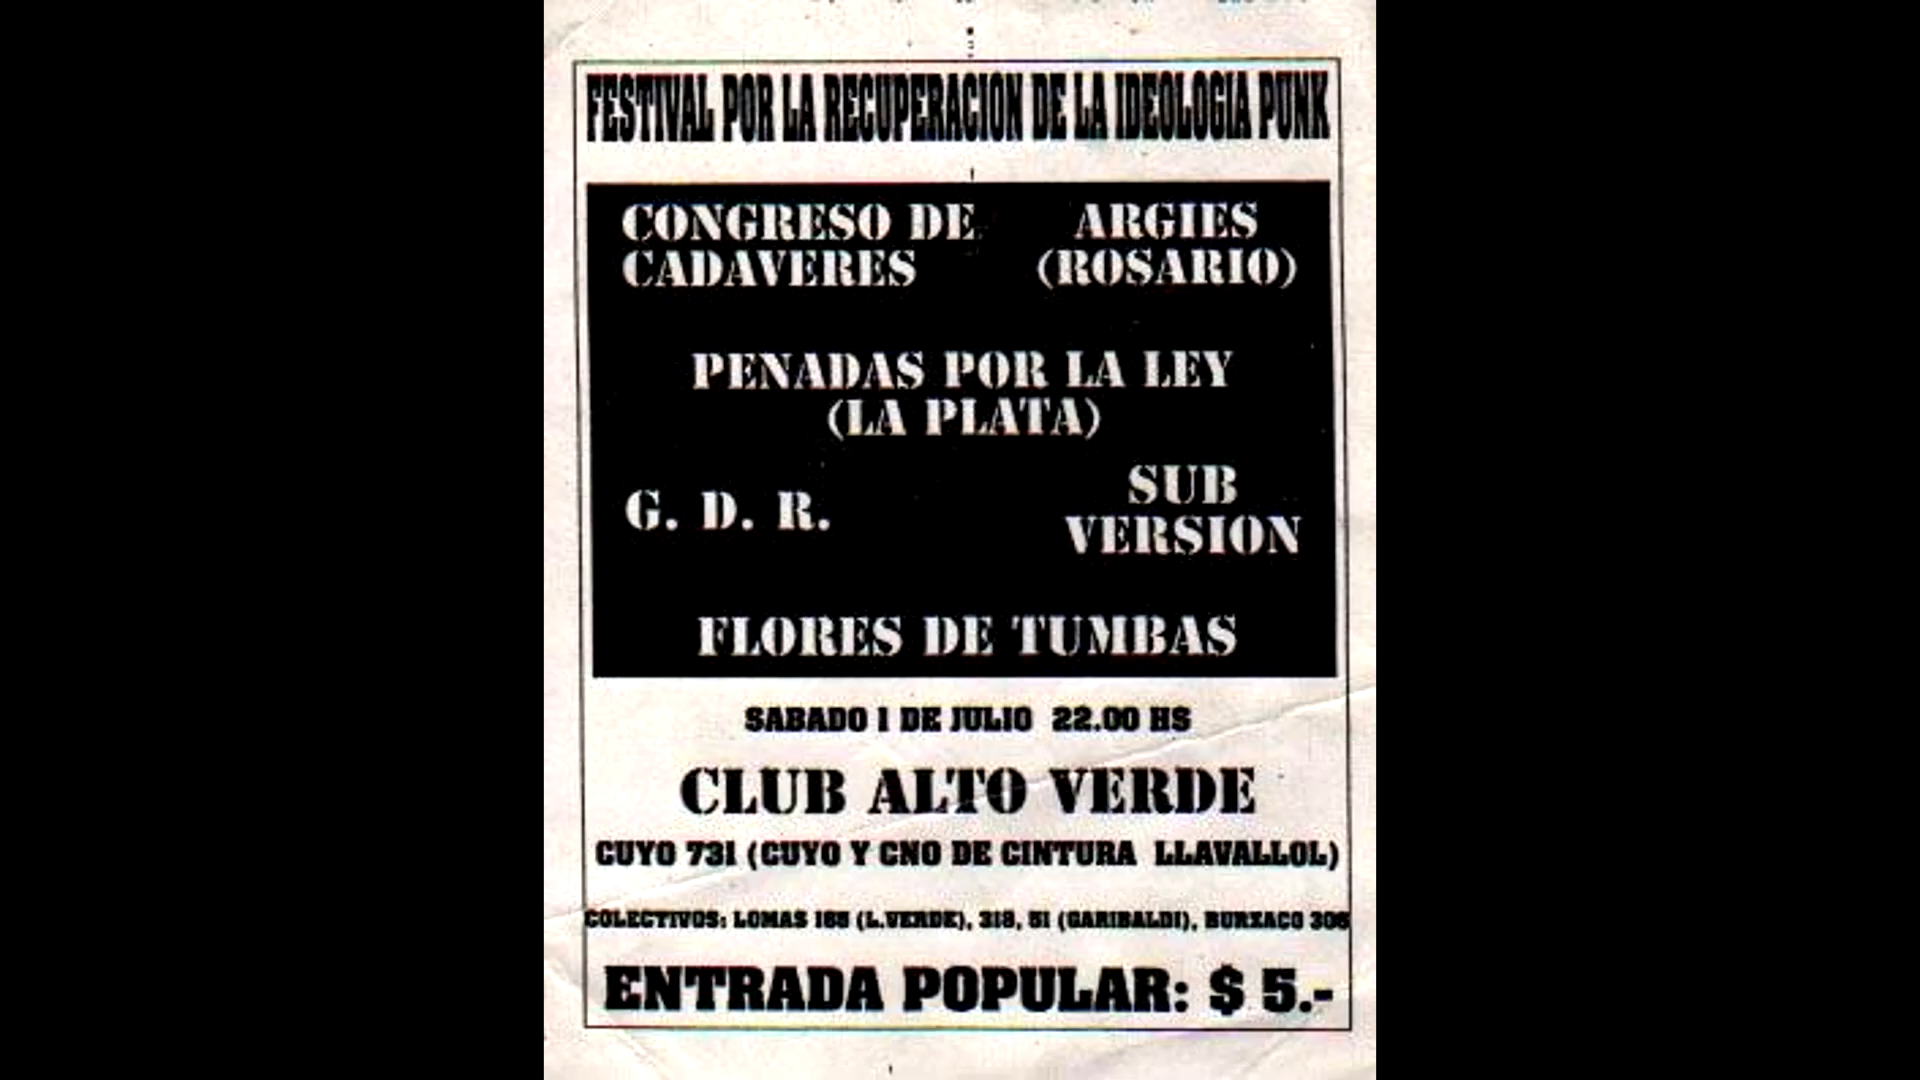 FESTIVAL POR LA RECUPERACION DE LA IDEOLOGIA PUNK
CONGRESO DE CADAVERES
ARGIES (ROSARIO)
PENADAS POR LA LEY
(LA PLATA)
G. D. R.
SUB VERSION
FLORES DE TUMBAS
SABADO 1 DE JULIO 22.00 HS
CLUB ALTO VERDE
CUYO 731 (CUYO Y CNO DE CINTURA LLAVALLOL)
COLECTIVOS: LOMAS 165 (L.VERDE), 318, 51 (GARIBALDI), BURZACO 306
ENTRADA POPULAR: $ 5.-